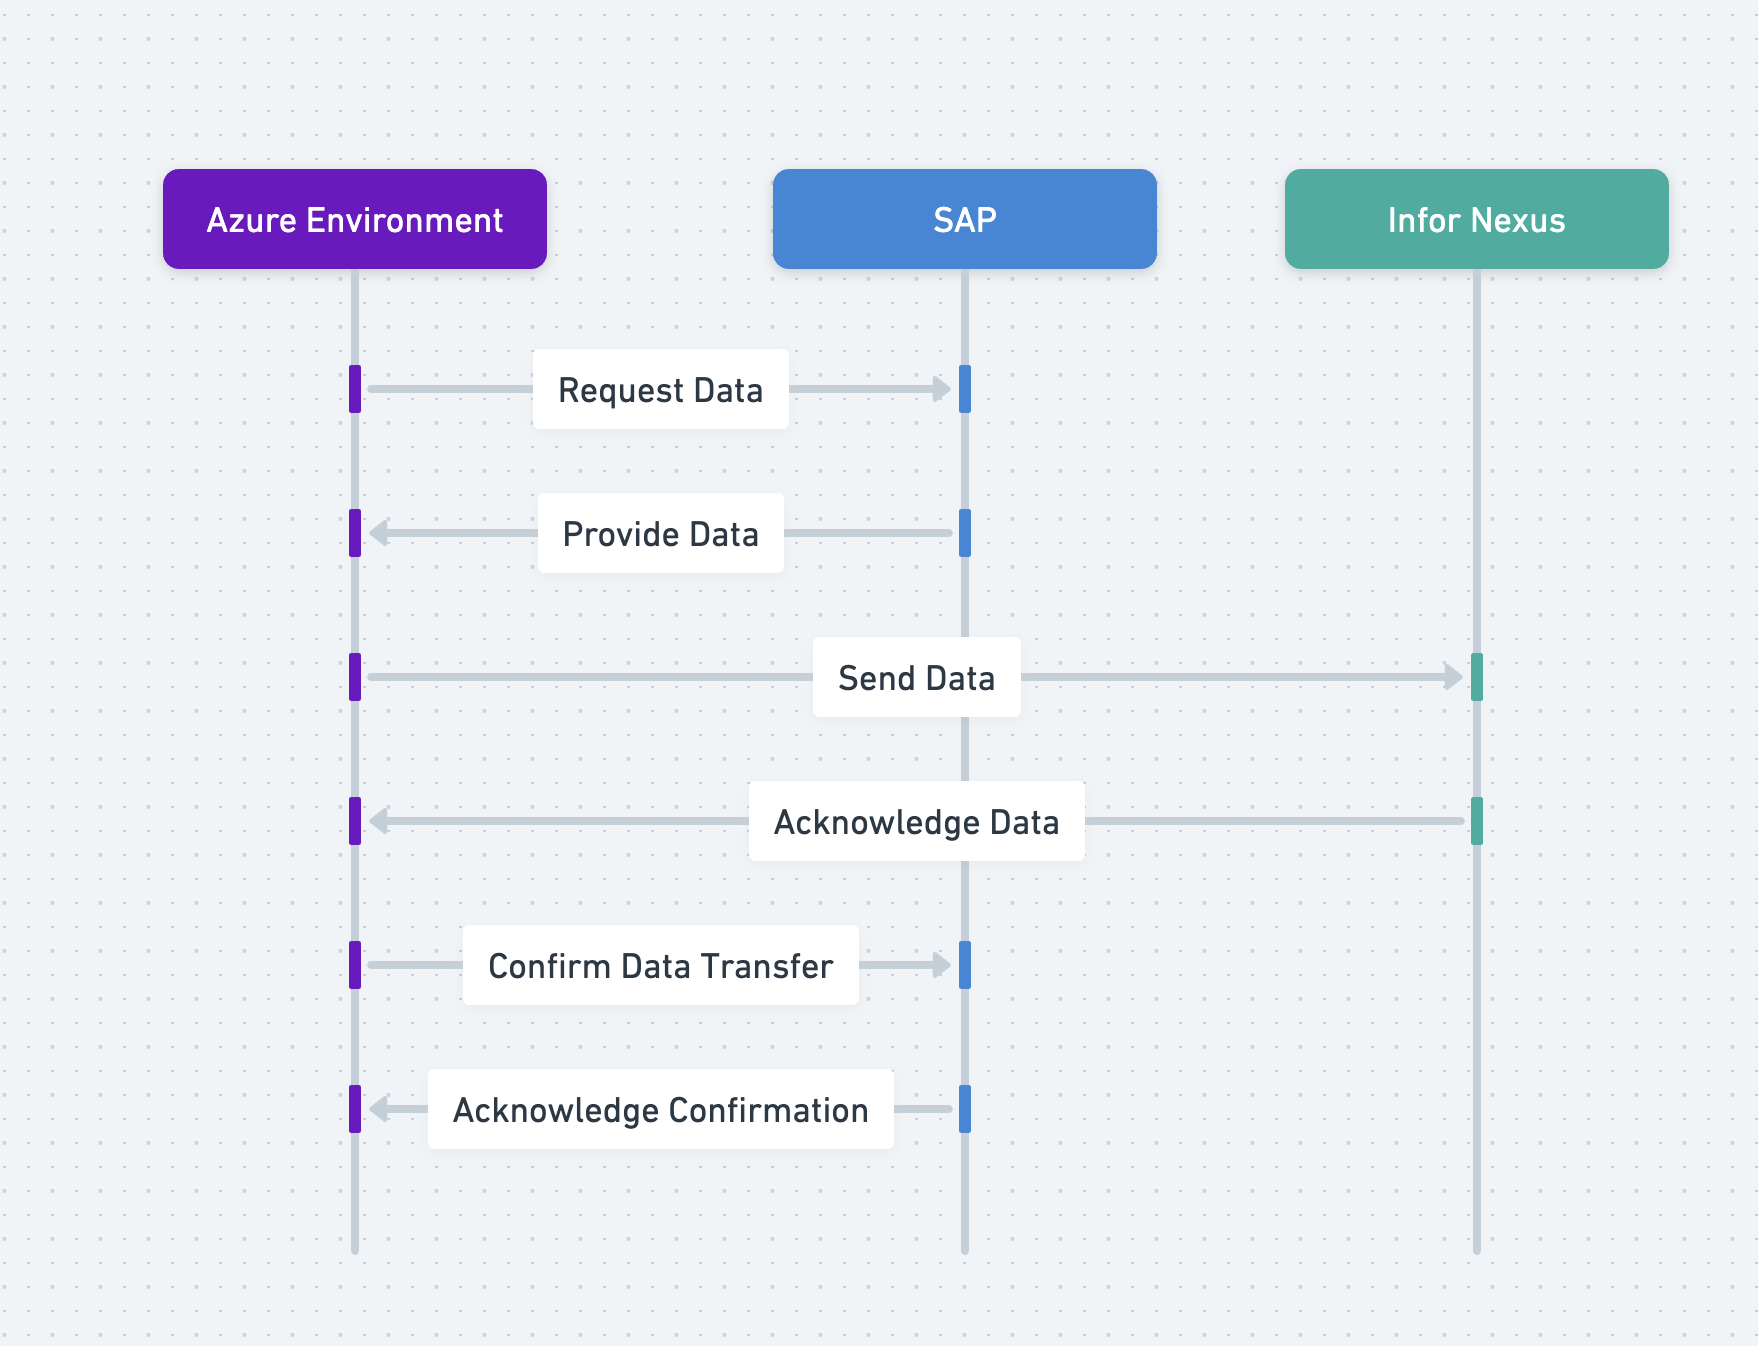 Azure Environment
SAP
Infor Nexus
Request Data
Provide Data
Send Data
Acknowledge Data
Confirm Data Transfer
Acknowledge Confirmation